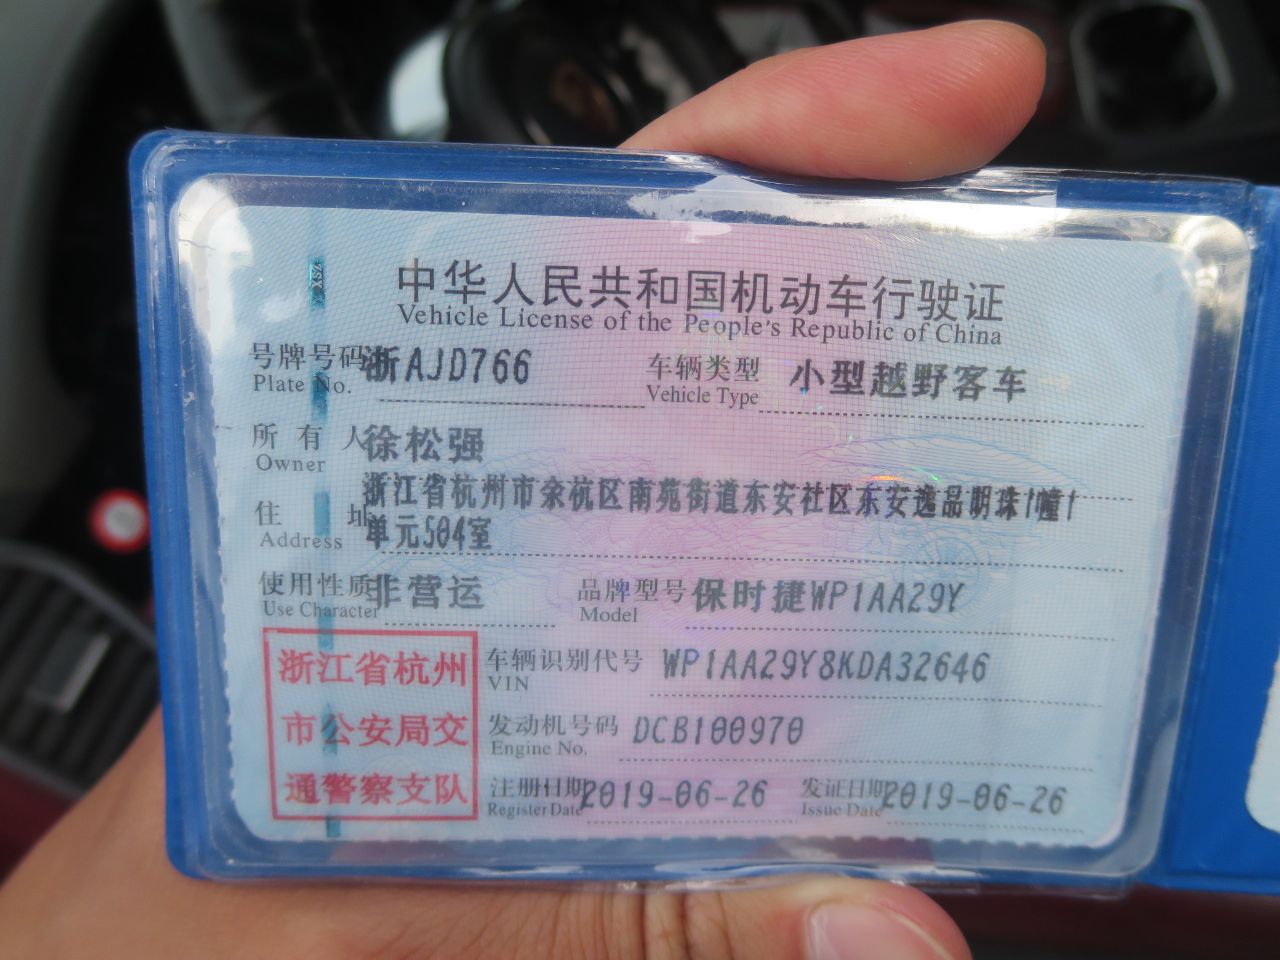 中华人民共和国机动车行驶证
Vehicle License of the People's Republic of China
号牌号码 浙AJD766 车辆类型 小型越野客车
Plate No. Vehicle Type
所有人 徐松强
Owner
住址 浙江省杭州市余杭区南苑街道东安社区东安逸品明珠1幢1
Address 单元504室
使用性质 非营运 品牌型号 保时捷WP1AA29Y
Use Character Model
浙江省杭州
市公安局交
通警察支队
车辆识别代号 WP1AA29Y8KDA32646
VIN
发动机号码 DCB100970
Engine No.
注册日期 2019-06-26 发证日期 2019-06-26
Register Date Issue Date